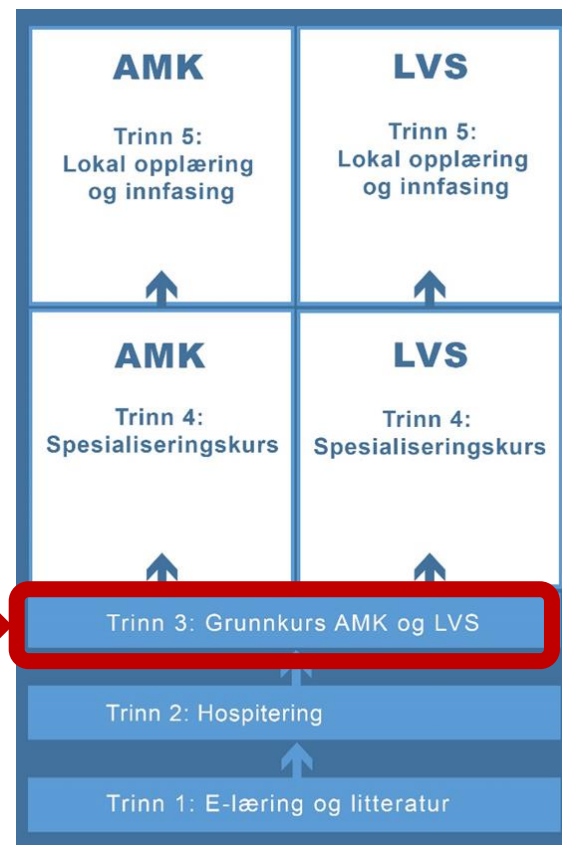 AMK
Trinn 5:
Lokal opplæring
og innfasing
LVS
Trinn 5:
Lokal opplæring
og innfasing
AMK
Trinn 4:
Spesialiseringskurs
LVS
Trinn 4:
Spesialiseringskurs
Trinn 3: Grunnkurs AMK og LVS
Trinn 2: Hospitering
Trinn 1: E-læring og litteratur